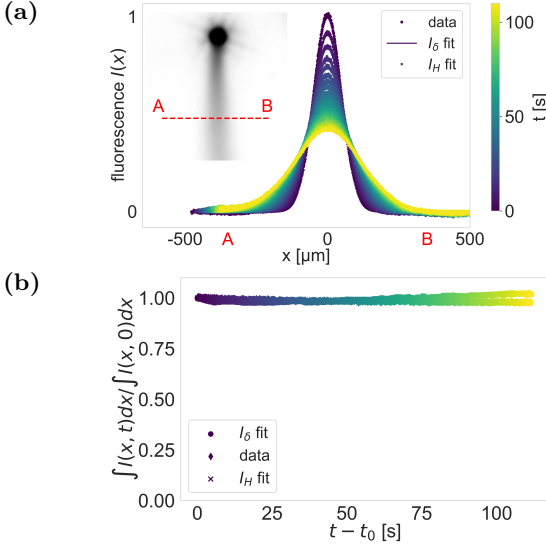 (a)
fluorescence I(x)
1
0
A B
data
I_δ fit
I_H fit
-500 0 500
A B
x [µm]
100
50
0
t [s]
(b)
∫I(x, t)dx/∫I(x, 0)dx
1.00
0.75
0.50
0.25
0.00
I_δ fit
data
I_H fit
0 25 50 75 100
t − t₀ [s]